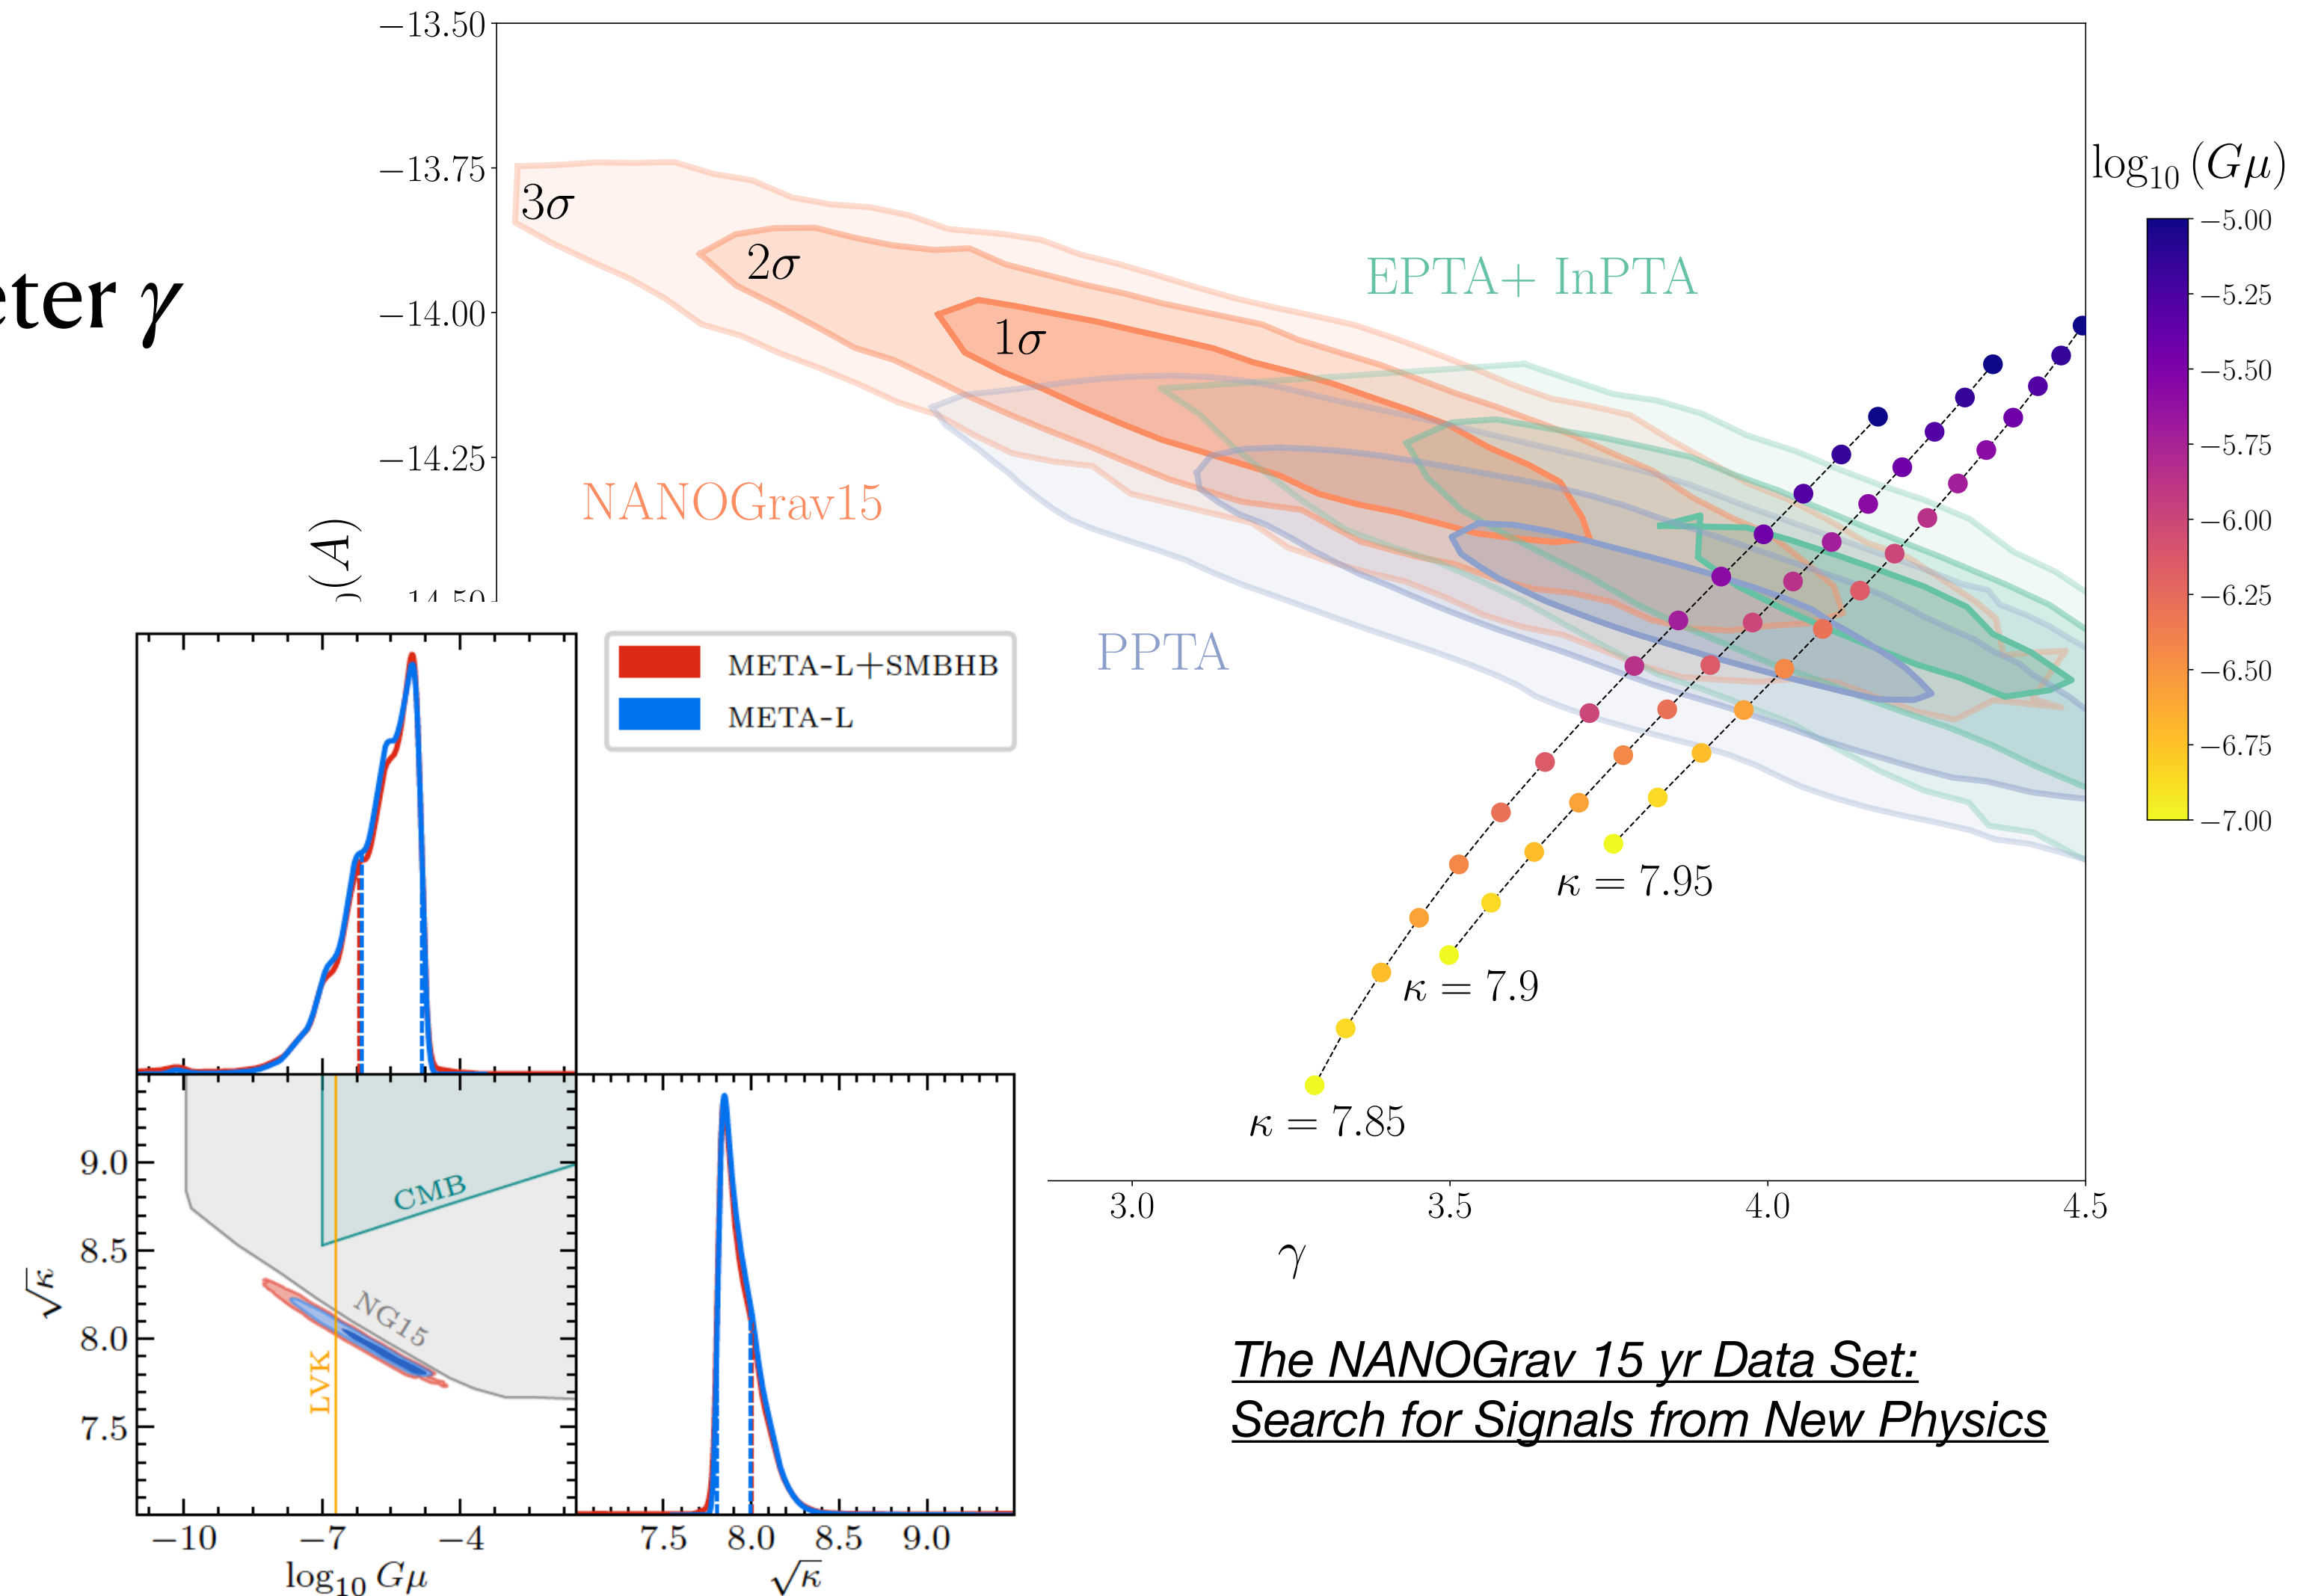 −13.50
−13.75
−14.00
−14.25
3σ
2σ
1σ
NANOGrav15
EPTA+ InPTA
PPTA
log₁₀ (Gμ)
−5.00
−5.25
−5.50
−5.75
−6.00
−6.25
−6.50
−6.75
−7.00
γ
(A)
META-L+SMBHB
META-L
κ = 7.95
κ = 7.9
κ = 7.85
3.0 3.5 4.0 4.5
γ
9.0
8.5
8.0
7.5
√κ
CMB
NG15
LVK
−10 −7 −4
log₁₀ Gμ
7.5 8.0 8.5 9.0
√κ
The NANOGrav 15 yr Data Set:
Search for Signals from New Physics